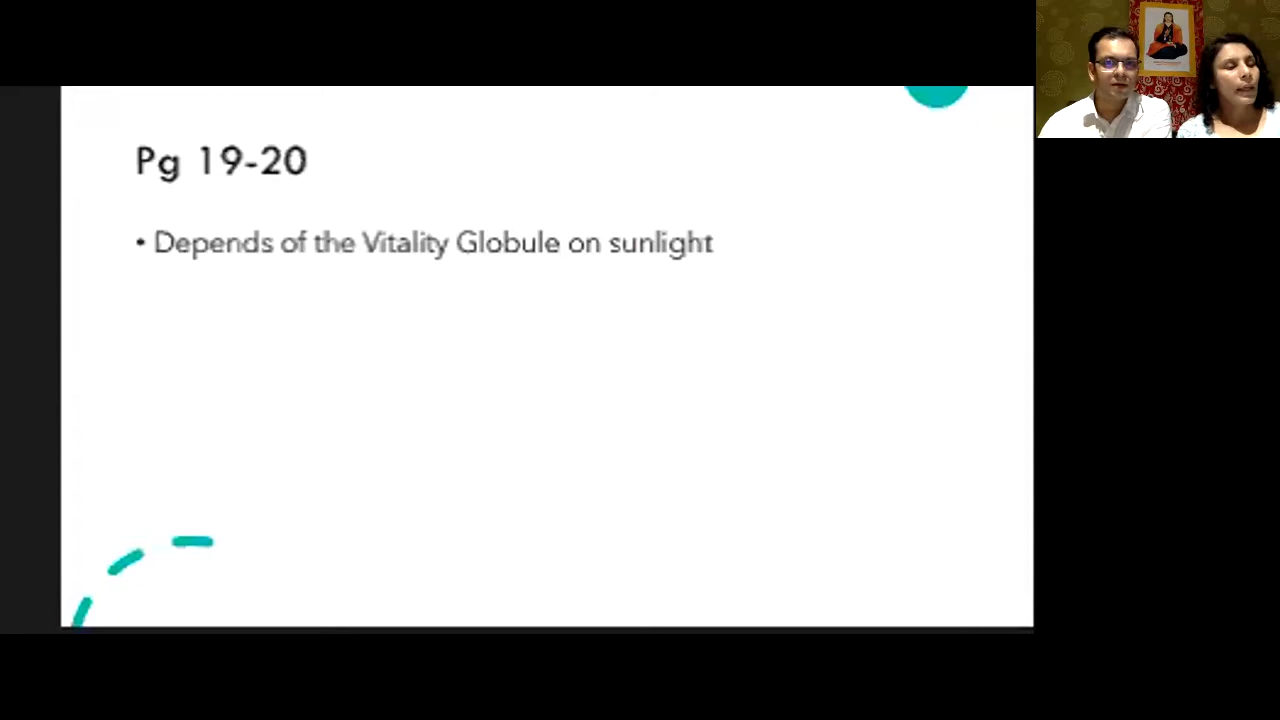 Pg 19-20
• Depends of the Vitality Globule on sunlight